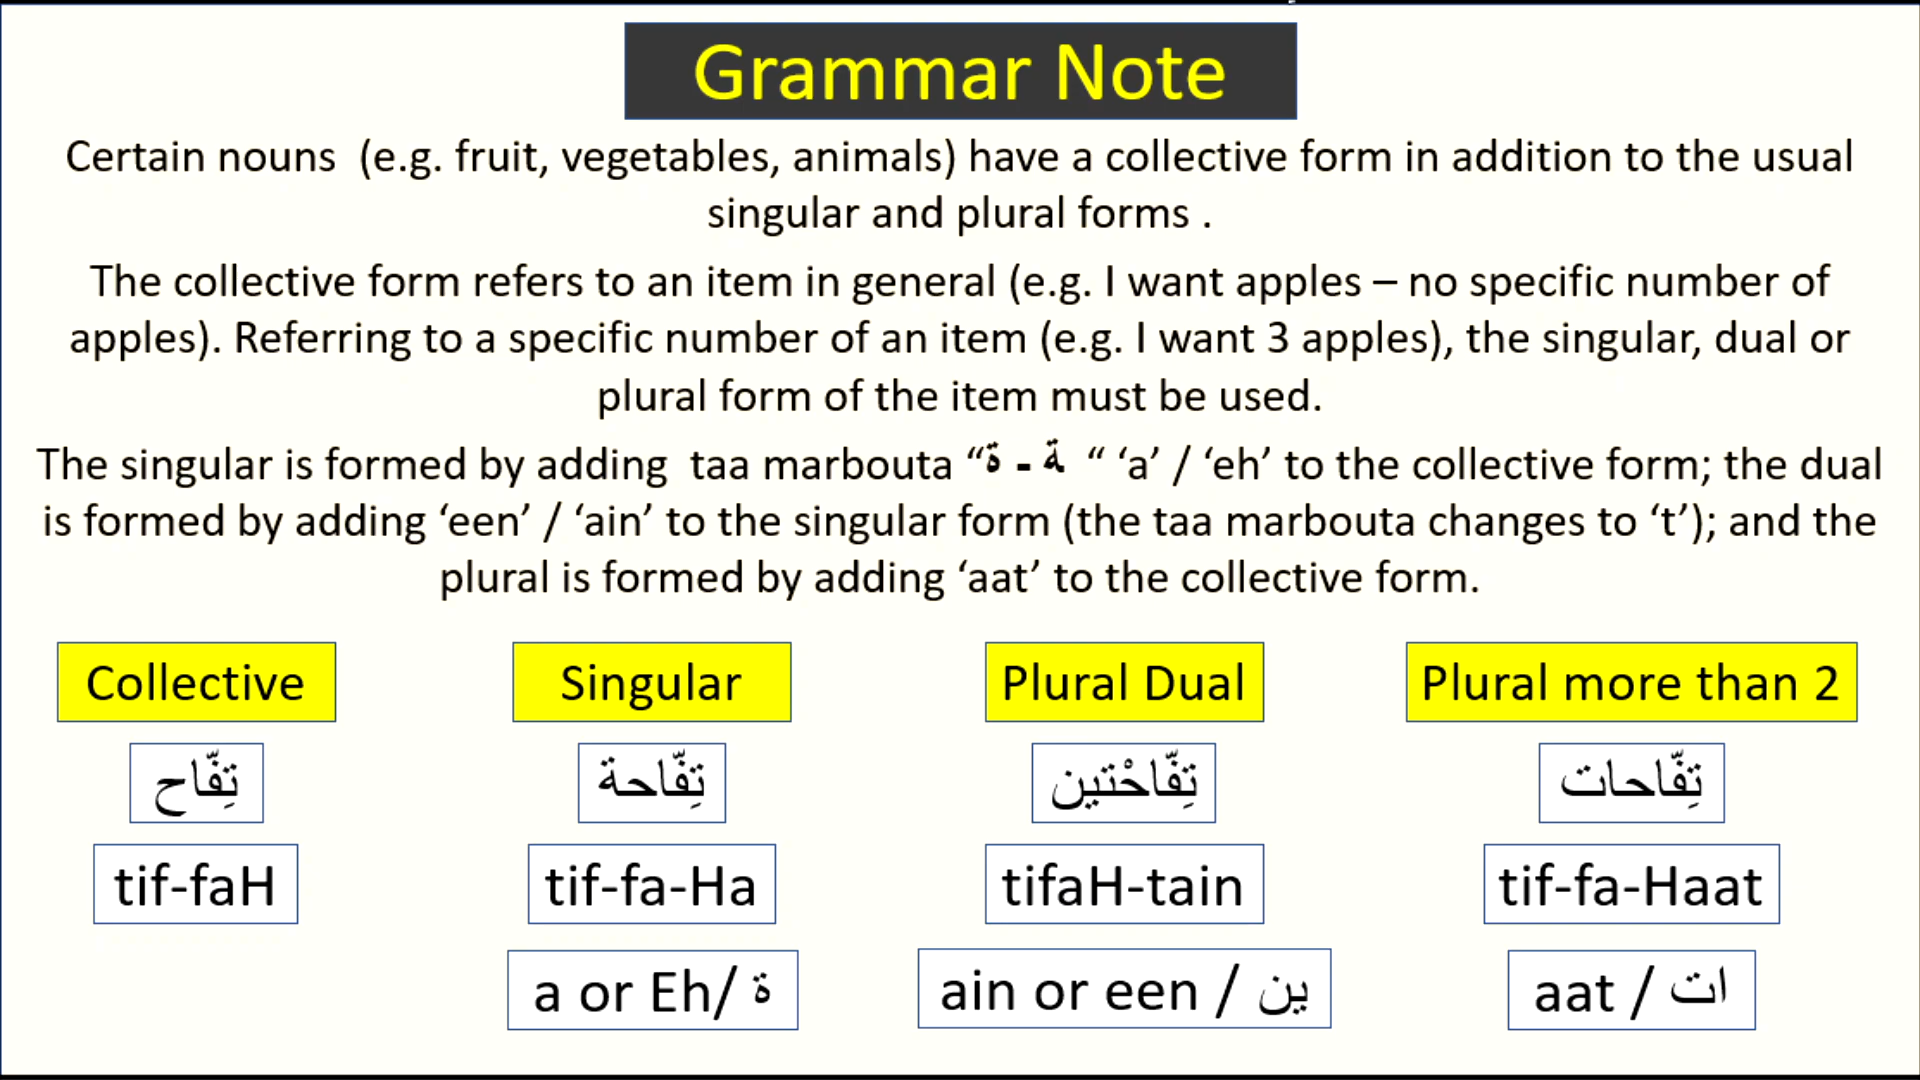 Grammar Note
Certain nouns (e.g. fruit, vegetables, animals) have a collective form in addition to the usual
singular and plural forms .
The collective form refers to an item in general (e.g. I want apples – no specific number of
apples). Referring to a specific number of an item (e.g. I want 3 apples), the singular, dual or
plural form of the item must be used.
The singular is formed by adding taa marbouta “ة - ـة “ ‘a’ / ‘eh’ to the collective form; the dual
is formed by adding ‘een’ / ‘ain’ to the singular form (the taa marbouta changes to ‘t’); and the
plural is formed by adding ‘aat’ to the collective form.
Collective Singular Plural Dual Plural more than 2
تِفّاح تِفّاحة تِفّاحْتين تِفّاحات
tif-faH tif-fa-Ha tifaH-tain tif-fa-Haat
a or Eh/ ة ain or een / ين aat / ات